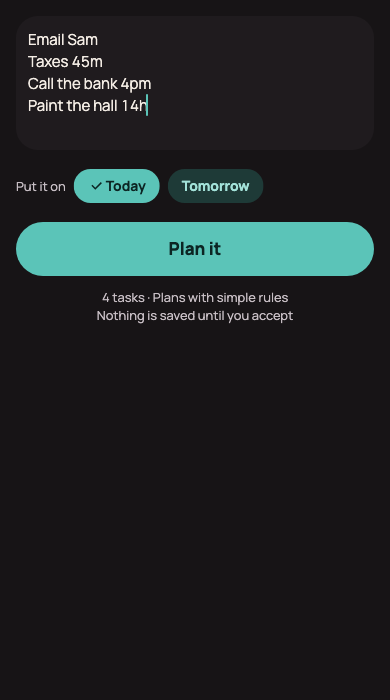 Email Sam
Taxes 45m
Call the bank 4pm
Paint the hall 14h
Put it on
Today
Tomorrow
Plan it
4 tasks · Plans with simple rules
Nothing is saved until you accept